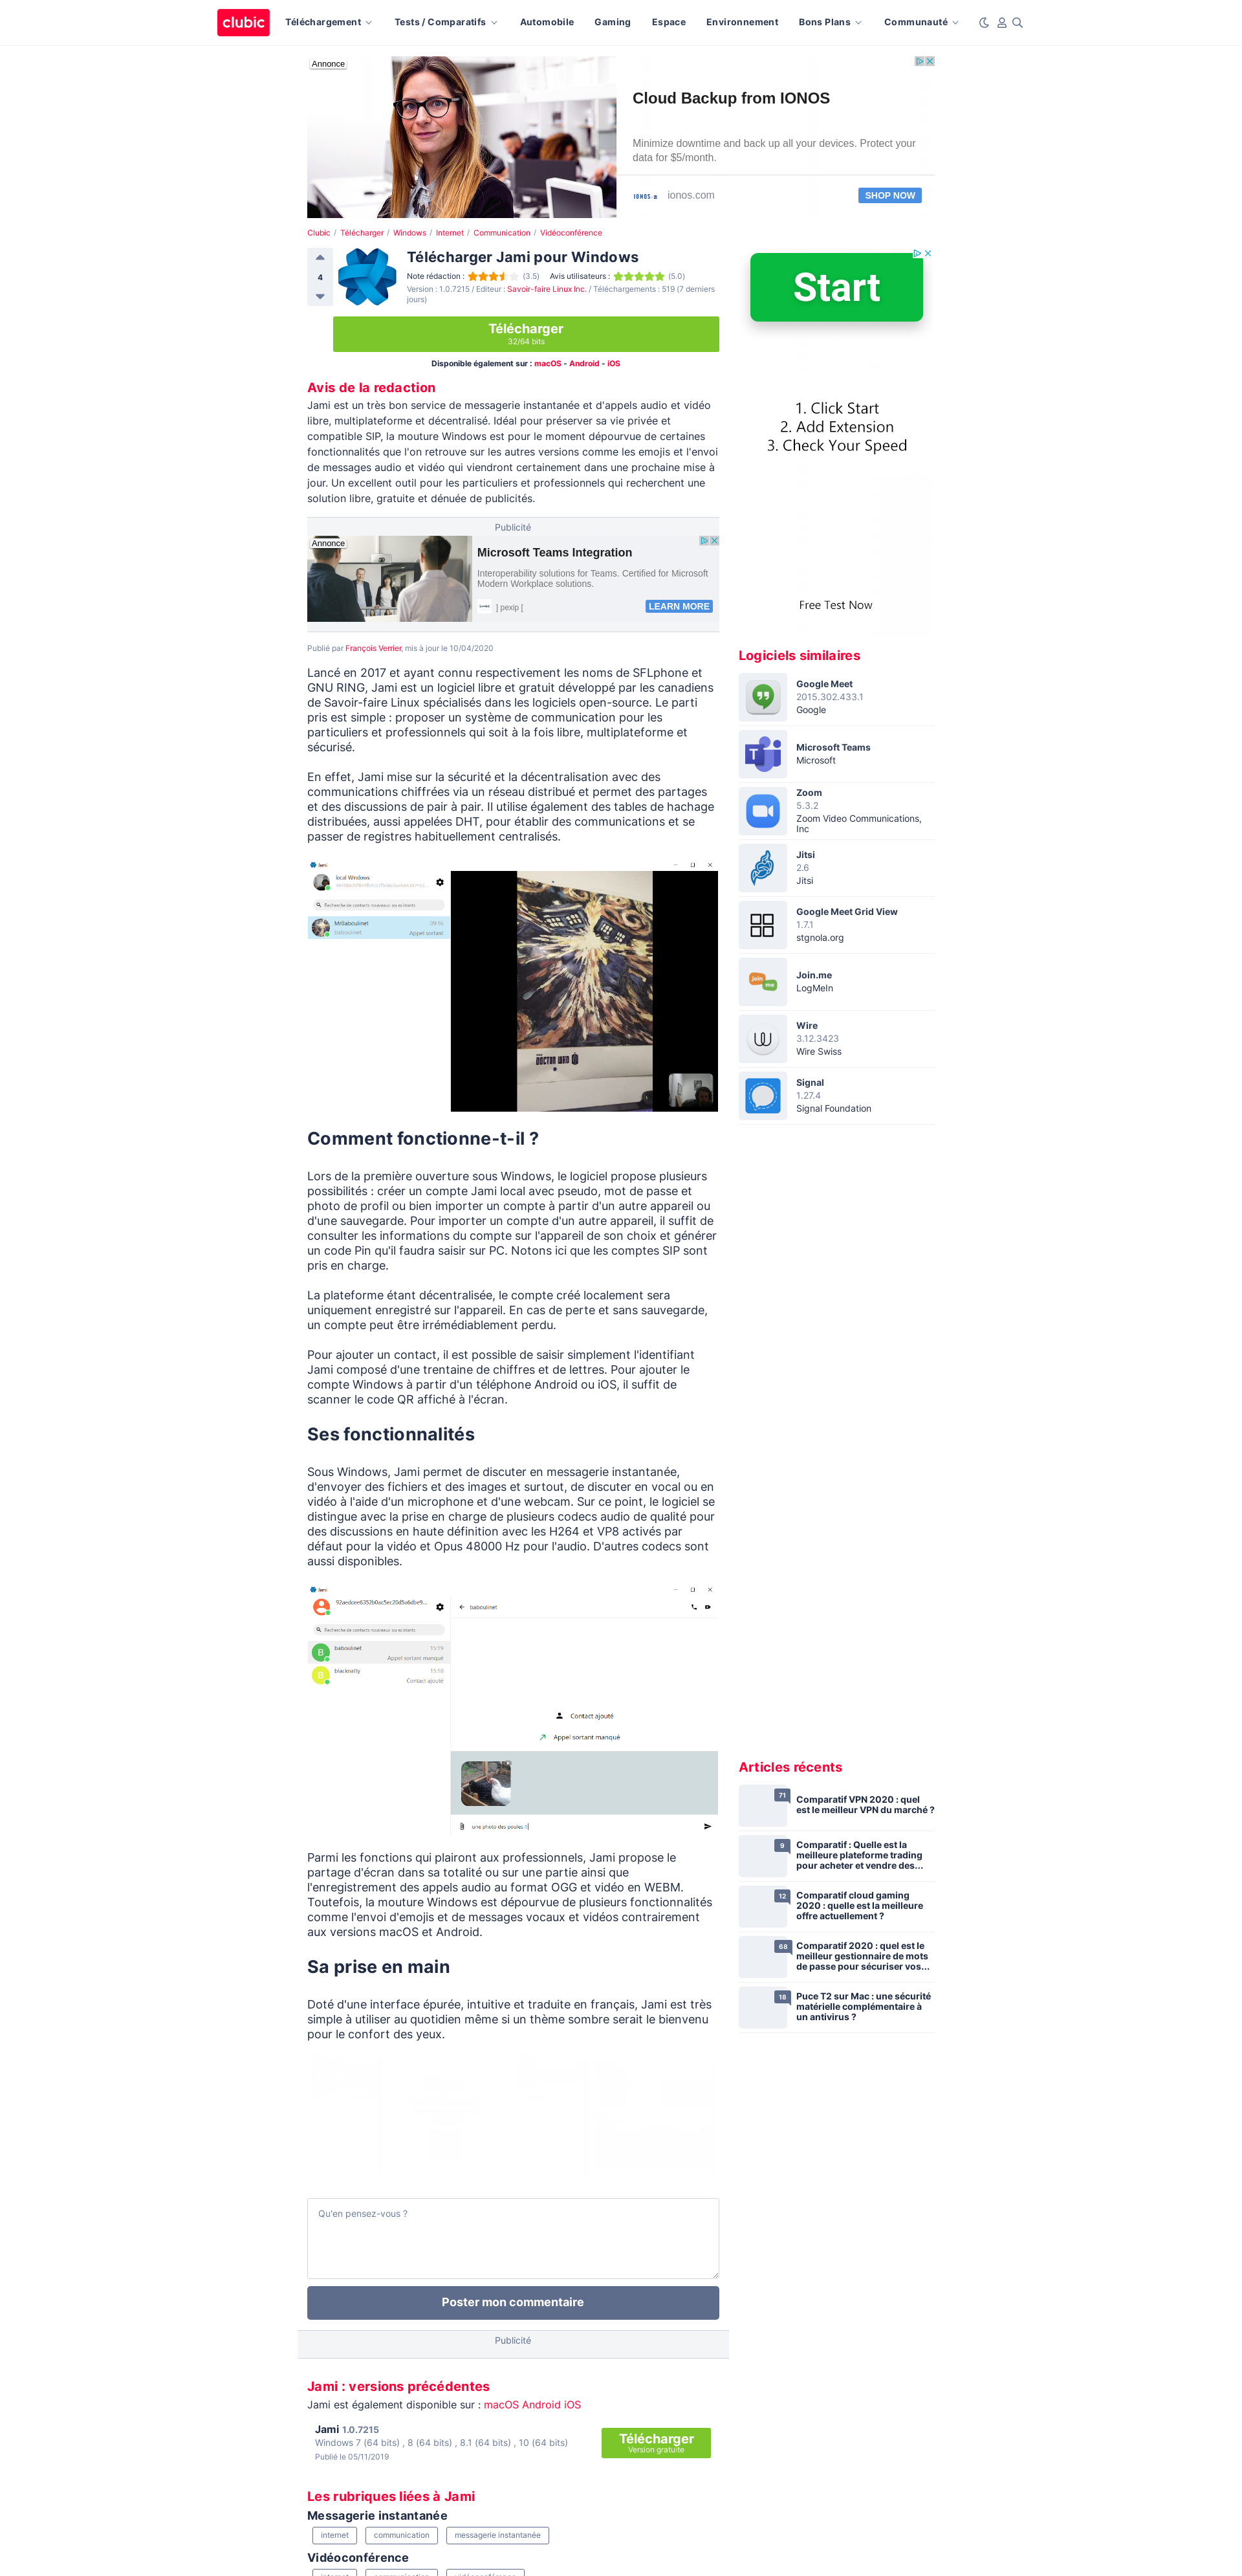 clubic
Téléchargement
Tests / Comparatifs
Automobile
Gaming
Espace
Environnement
Bons Plans
Communauté
Annonce
Cloud Backup from IONOS
Minimize downtime and back up all your devices. Protect your
data for $5/month.
IONOS
ionos.com
SHOP NOW
Clubic / Télécharger / Windows / Internet / Communication / Vidéoconférence
4
Télécharger Jami pour Windows
Note rédaction : (3.5) Avis utilisateurs : (5.0)
Version : 1.0.7215 / Editeur : Savoir-faire Linux Inc. / Téléchargements : 519 (7 derniers
jours)
Télécharger
32/64 bits
Disponible également sur : macOS - Android - iOS
Avis de la redaction
Jami est un très bon service de messagerie instantanée et d'appels audio et vidéo
libre, multiplateforme et décentralisé. Idéal pour préserver sa vie privée et
compatible SIP, la mouture Windows est pour le moment dépourvue de certaines
fonctionnalités que l'on retrouve sur les autres versions comme les emojis et l'envoi
de messages audio et vidéo qui viendront certainement dans une prochaine mise à
jour. Un excellent outil pour les particuliers et professionnels qui recherchent une
solution libre, gratuite et dénuée de publicités.
Publicité
Annonce
Microsoft Teams Integration
Interoperability solutions for Teams. Certified for Microsoft
Modern Workplace solutions.
] pexip [
LEARN MORE
Publié par François Verrier, mis à jour le 10/04/2020
Lancé en 2017 et ayant connu respectivement les noms de SFLphone et
GNU RING, Jami est un logiciel libre et gratuit développé par les canadiens
de Savoir-faire Linux spécialisés dans les logiciels open-source. Le parti
pris est simple : proposer un système de communication pour les
particuliers et professionnels qui soit à la fois libre, multiplateforme et
sécurisé.
En effet, Jami mise sur la sécurité et la décentralisation avec des
communications chiffrées via un réseau distribué et permet des partages
et des discussions de pair à pair. Il utilise également des tables de hachage
distribuées, aussi appelées DHT, pour établir des communications et se
passer de registres habituellement centralisés.
Jami
local Windows
Recherche de contacts nouveaux ou existants
Millaboulinet 09:56
baboulinet Appel sortant
DOCTOR WHO
Comment fonctionne-t-il ?
Lors de la première ouverture sous Windows, le logiciel propose plusieurs
possibilités : créer un compte Jami local avec pseudo, mot de passe et
photo de profil ou bien importer un compte à partir d'un autre appareil ou
d'une sauvegarde. Pour importer un compte d'un autre appareil, il suffit de
consulter les informations du compte sur l'appareil de son choix et générer
un code Pin qu'il faudra saisir sur PC. Notons ici que les comptes SIP sont
pris en charge.
La plateforme étant décentralisée, le compte créé localement sera
uniquement enregistré sur l'appareil. En cas de perte et sans sauvegarde,
un compte peut être irrémédiablement perdu.
Pour ajouter un contact, il est possible de saisir simplement l'identifiant
Jami composé d'une trentaine de chiffres et de lettres. Pour ajouter le
compte Windows à partir d'un téléphone Android ou iOS, il suffit de
scanner le code QR affiché à l'écran.
Ses fonctionnalités
Sous Windows, Jami permet de discuter en messagerie instantanée,
d'envoyer des fichiers et des images et surtout, de discuter en vocal ou en
vidéo à l'aide d'un microphone et d'une webcam. Sur ce point, le logiciel se
distingue avec la prise en charge de plusieurs codecs audio de qualité pour
des discussions en haute définition avec les H264 et VP8 activés par
défaut pour la vidéo et Opus 48000 Hz pour l'audio. D'autres codecs sont
aussi disponibles.
Jami
92aedcee6352b0ac5ec20d5a6dbe9...
Recherche de contacts nouveaux ou existants
B baboulinet 15:19
Appel sortant manqué
B blacknelly 15:18
Contact ajouté
baboulinet
Contact ajouté
Appel sortant manqué
une photo des poules !!
Parmi les fonctions qui plairont aux professionnels, Jami propose le
partage d'écran dans sa totalité ou sur une partie ainsi que
l'enregistrement des appels audio au format OGG et vidéo en WEBM.
Toutefois, la mouture Windows est dépourvue de plusieurs fonctionnalités
comme l'envoi d'emojis et de messages vocaux et vidéos contrairement
aux versions macOS et Android.
Sa prise en main
Doté d'une interface épurée, intuitive et traduite en français, Jami est très
simple à utiliser au quotidien même si un thème sombre serait le bienvenu
pour le confort des yeux.
Qu'en pensez-vous ?
Poster mon commentaire
Publicité
Jami : versions précédentes
Jami est également disponible sur : macOS Android iOS
Jami 1.0.7215
Windows 7 (64 bits) , 8 (64 bits) , 8.1 (64 bits) , 10 (64 bits)
Publié le 05/11/2019
Télécharger
Version gratuite
Les rubriques liées à Jami
Messagerie instantanée
internet communication messagerie instantanée
Vidéoconférence
Start
1. Click Start
2. Add Extension
3. Check Your Speed
Free Test Now
Logiciels similaires
Google Meet
2015.302.433.1
Google
Microsoft Teams
Microsoft
Zoom
5.3.2
Zoom Video Communications,
Inc
Jitsi
2.6
Jitsi
Google Meet Grid View
1.7.1
stgnola.org
join me
Join.me
LogMeIn
Wire
3.12.3423
Wire Swiss
Signal
1.27.4
Signal Foundation
Articles récents
71
Comparatif VPN 2020 : quel
est le meilleur VPN du marché ?
9
Comparatif : Quelle est la
meilleure plateforme trading
pour acheter et vendre des...
12
Comparatif cloud gaming
2020 : quelle est la meilleure
offre actuellement ?
68
Comparatif 2020 : quel est le
meilleur gestionnaire de mots
de passe pour sécuriser vos...
18
Puce T2 sur Mac : une sécurité
matérielle complémentaire à
un antivirus ?